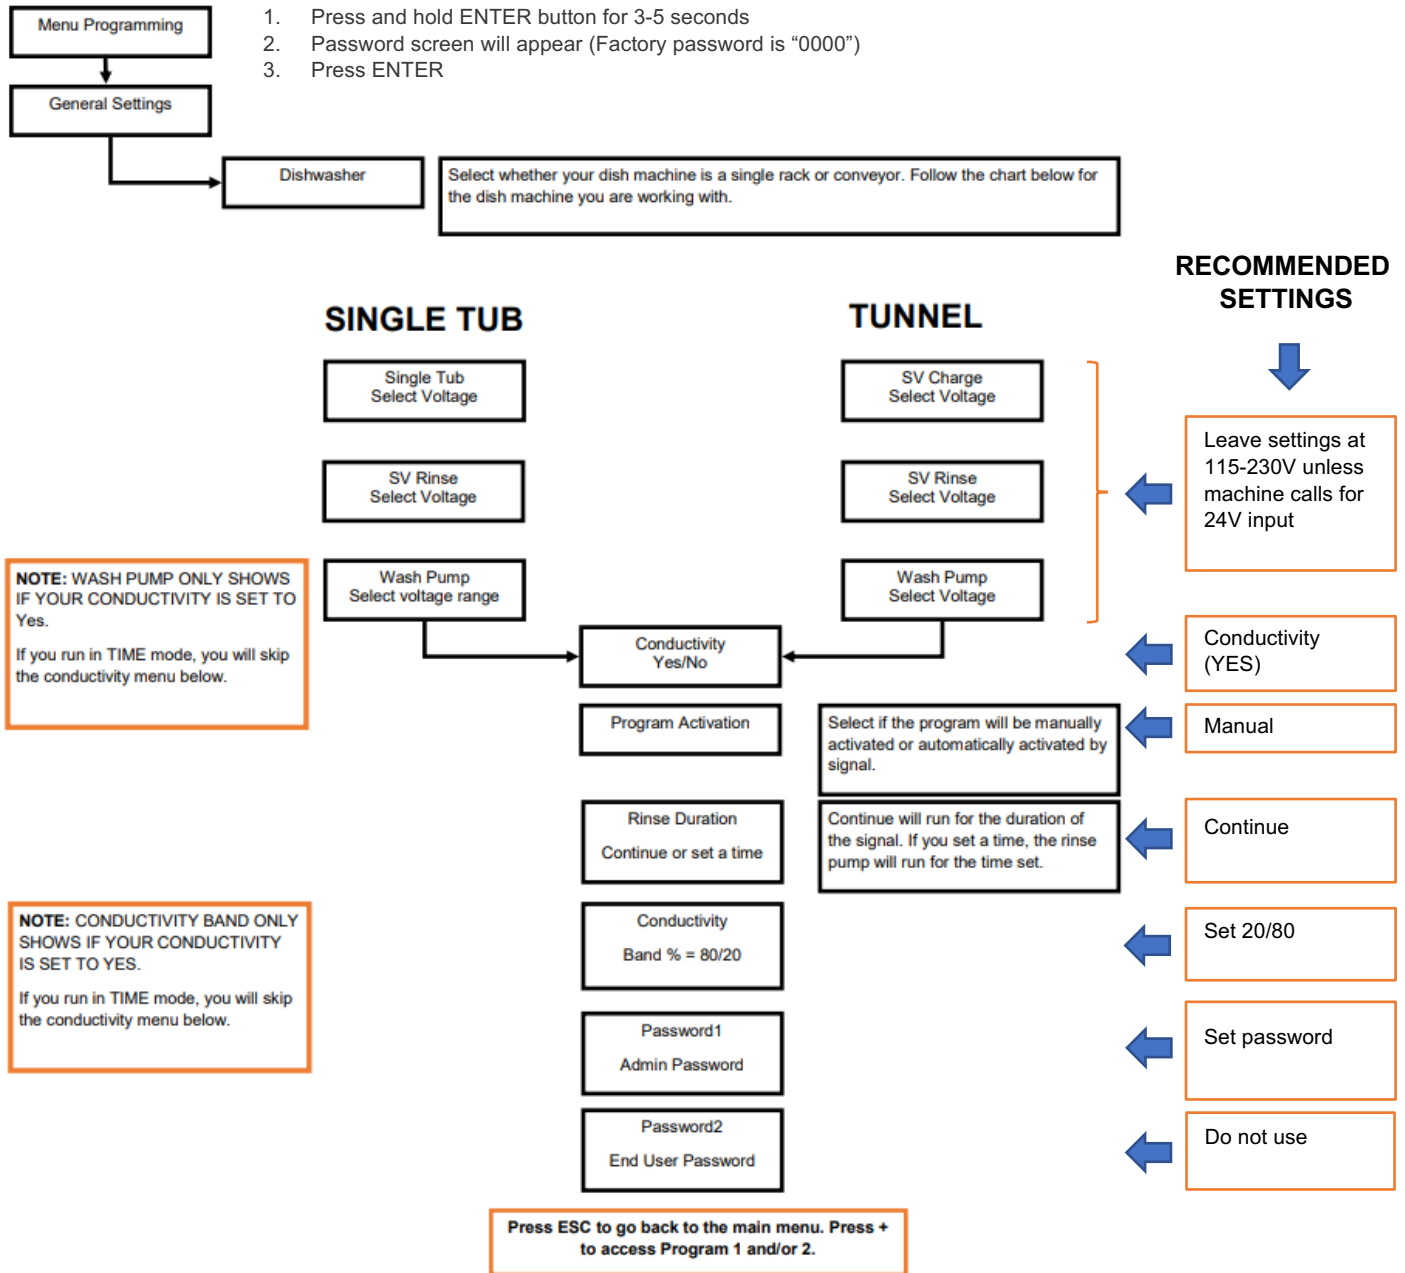 Menu Programming
1. Press and hold ENTER button for 3-5 seconds
2. Password screen will appear (Factory password is “0000”)
3. Press ENTER
General Settings
Dishwasher
Select whether your dish machine is a single rack or conveyor. Follow the chart below for
the dish machine you are working with.
RECOMMENDED
SETTINGS
SINGLE TUB
TUNNEL
Single Tub
Select Voltage
SV Charge
Select Voltage
Leave settings at
115-230V unless
machine calls for
24V input
SV Rinse
Select Voltage
SV Rinse
Select Voltage
NOTE: WASH PUMP ONLY SHOWS
IF YOUR CONDUCTIVITY IS SET TO
Yes.
If you run in TIME mode, you will skip
the conductivity menu below.
Wash Pump
Select voltage range
Wash Pump
Select Voltage
Conductivity
Yes/No
Conductivity
(YES)
Program Activation
Select if the program will be manually
activated or automatically activated by
signal.
Manual
Rinse Duration
Continue or set a time
Continue will run for the duration of
the signal. If you set a time, the rinse
pump will run for the time set.
Continue
NOTE: CONDUCTIVITY BAND ONLY
SHOWS IF YOUR CONDUCTIVITY
IS SET TO YES.
If you run in TIME mode, you will skip
the conductivity menu below.
Conductivity
Band % = 80/20
Set 20/80
Password1
Admin Password
Set password
Password2
End User Password
Do not use
Press ESC to go back to the main menu. Press +
to access Program 1 and/or 2.